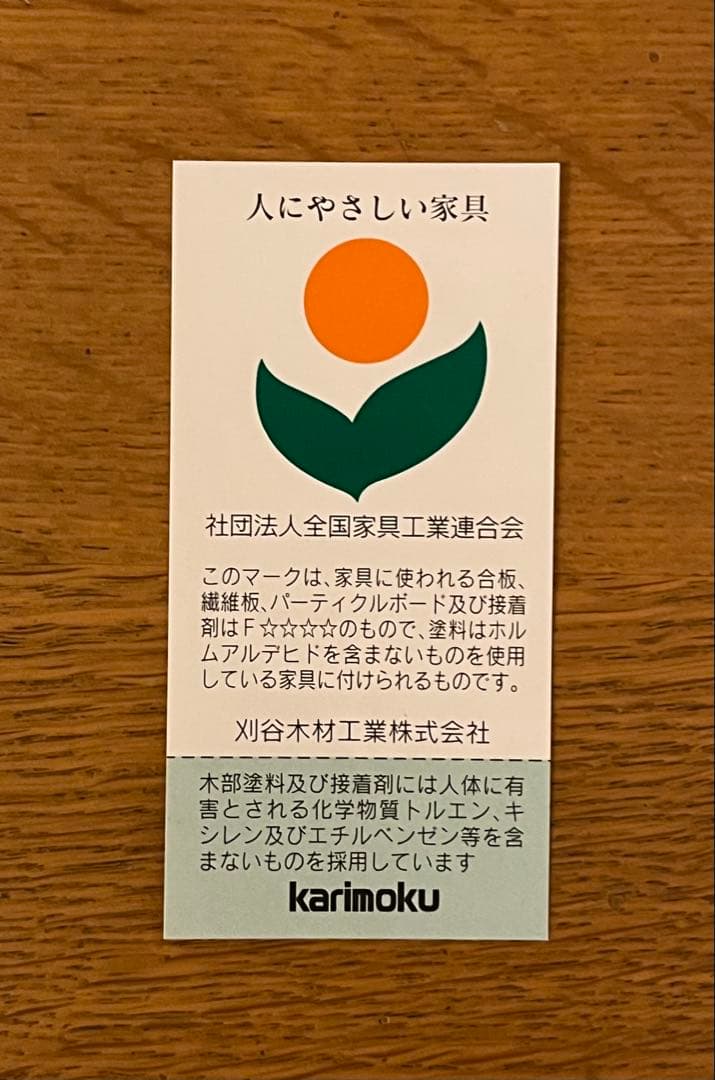 人にやさしい家具
社団法人全国家具工業連合会
このマークは、家具に使われる合板、
繊維板、パーティクルボード及び接着
剤はF☆☆☆☆のもので、塗料はホル
ムアルデヒドを含まないものを使用
している家具に付けられるものです。
刈谷木材工業株式会社
木部塗料及び接着剤には人体に有
害とされる化学物質トルエン、キ
シレン及びエチルベンゼン等を含
まないものを採用しています
karimoku